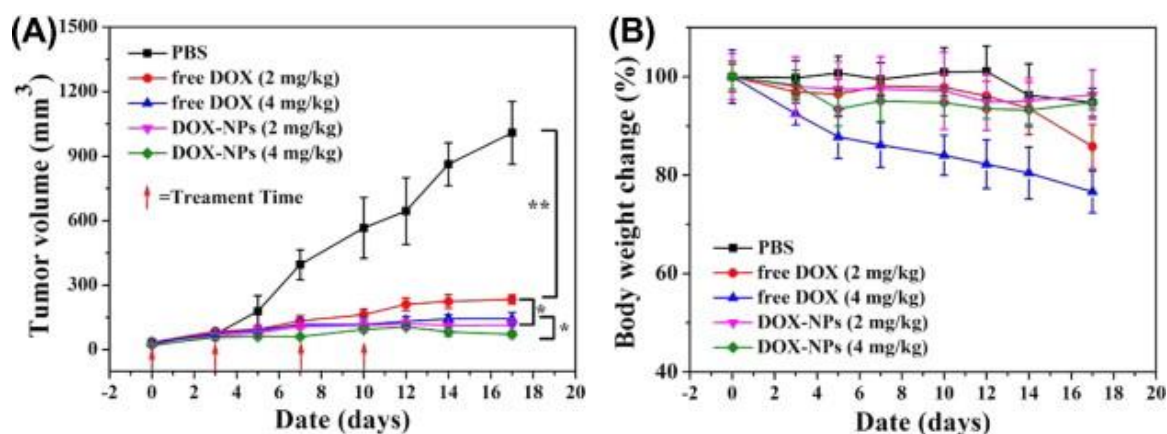 (A)
1500
1200
900
600
300
0
Tumor volume (mm³)
PBS
free DOX (2 mg/kg)
free DOX (4 mg/kg)
DOX-NPs (2 mg/kg)
DOX-NPs (4 mg/kg)
=Treament Time
**
*
*
-2 0 2 4 6 8 10 12 14 16 18 20
Date (days)
(B)
100
80
60
40
Body weight change (%)
PBS
free DOX (2 mg/kg)
free DOX (4 mg/kg)
DOX-NPs (2 mg/kg)
DOX-NPs (4 mg/kg)
-2 0 2 4 6 8 10 12 14 16 18 20
Date (days)